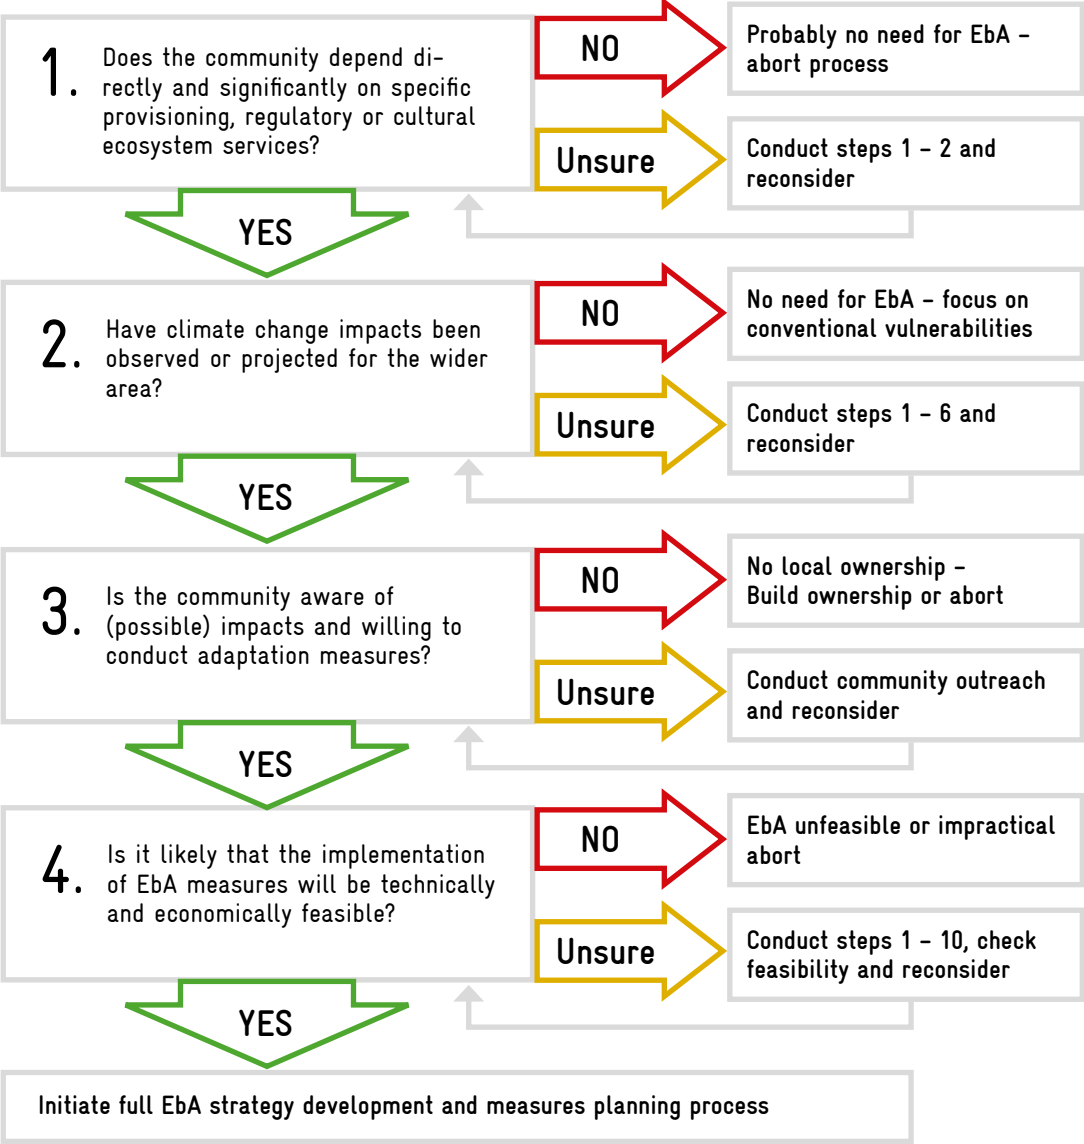 1.
Does the community depend di-
rectly and significantly on specific
provisioning, regulatory or cultural
ecosystem services?
NO
Probably no need for EbA –
abort process
Unsure
Conduct steps 1 – 2 and
reconsider
YES
2.
Have climate change impacts been
observed or projected for the wider
area?
NO
No need for EbA – focus on
conventional vulnerabilities
Unsure
Conduct steps 1 – 6 and
reconsider
YES
3.
Is the community aware of
(possible) impacts and willing to
conduct adaptation measures?
NO
No local ownership –
Build ownership or abort
Unsure
Conduct community outreach
and reconsider
YES
4.
Is it likely that the implementation
of EbA measures will be technically
and economically feasible?
NO
EbA unfeasible or impractical
abort
Unsure
Conduct steps 1 – 10, check
feasibility and reconsider
YES
Initiate full EbA strategy development and measures planning process